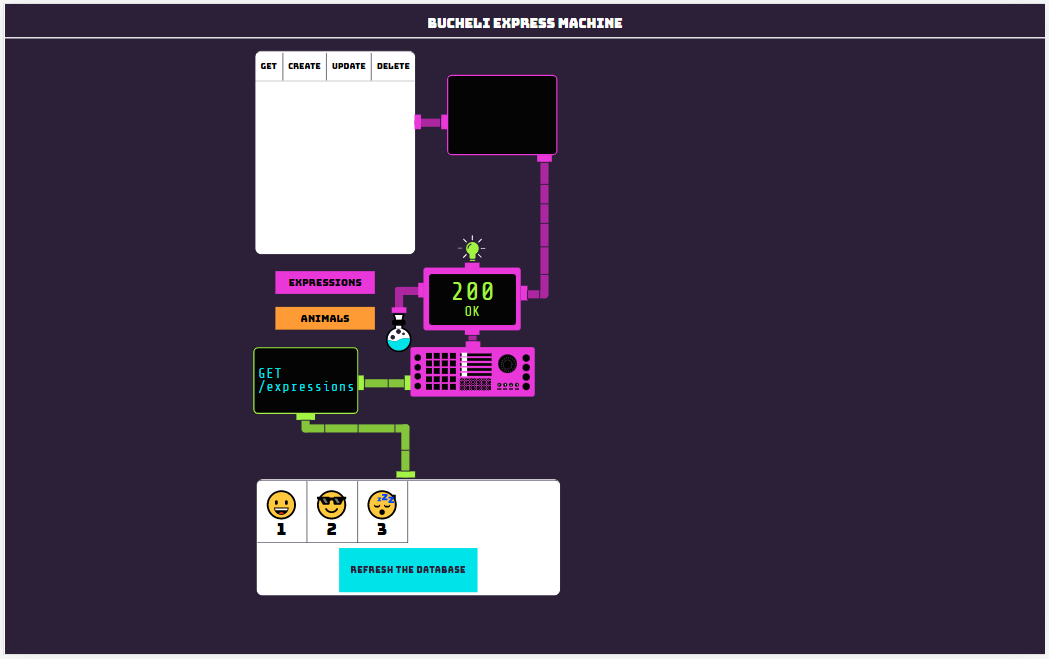 BUCHELI EXPRESS MACHINE
GET CREATE UPDATE DELETE
EXPRESSIONS
ANIMALS
200
OK
GET
/expressions
1 2 3
REFRESH THE DATABASE